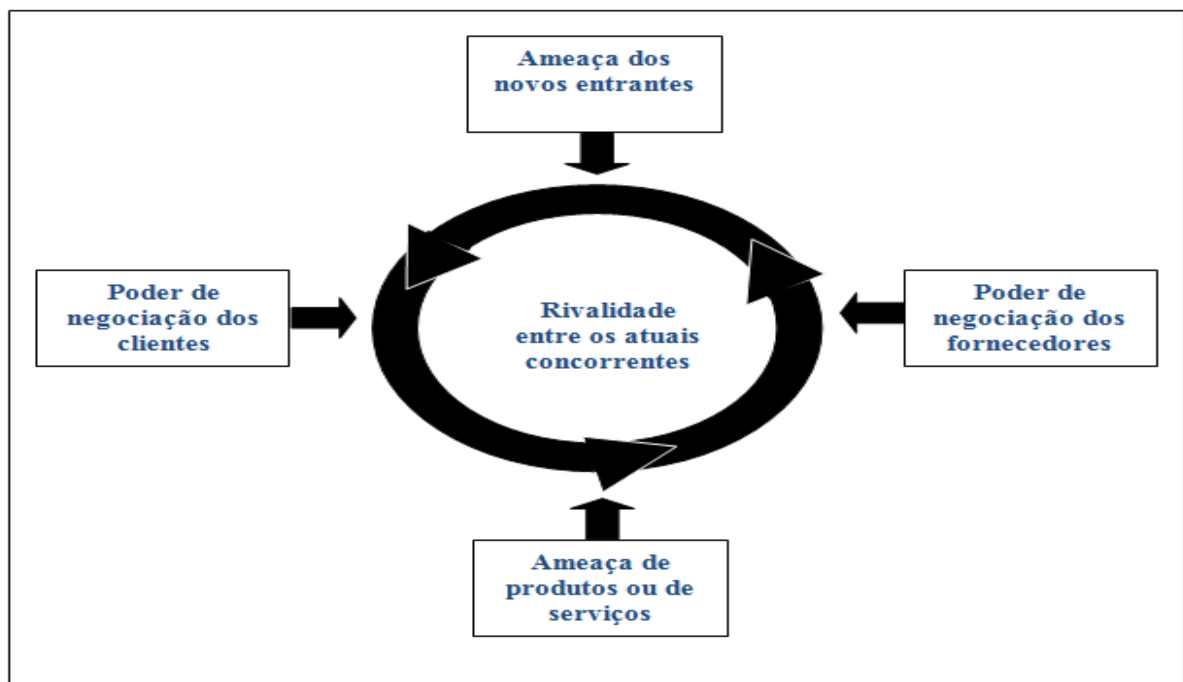 Ameaça dos
novos entrantes
Poder de
negociação dos
clientes
Rivalidade
entre os atuais
concorrentes
Poder de
negociação dos
fornecedores
Ameaça de
produtos ou de
serviços